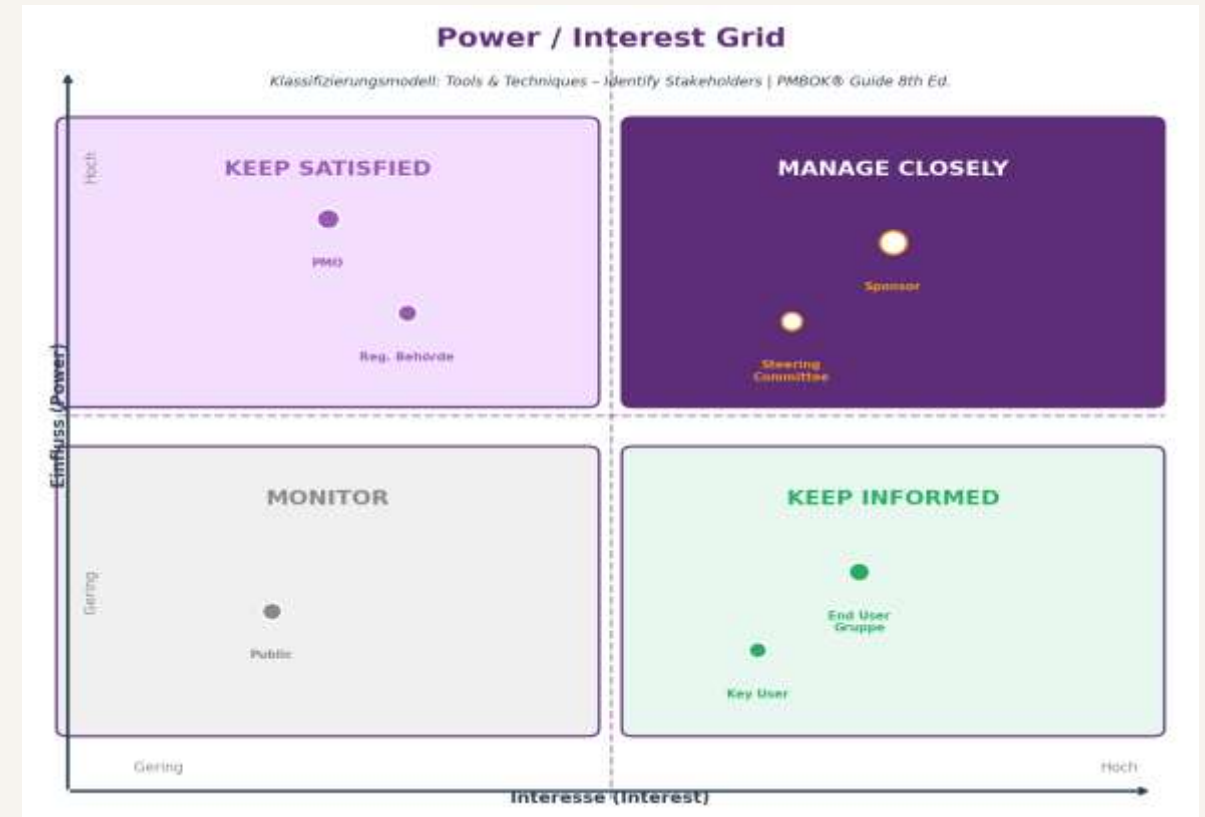 Power / Interest Grid
Klassifizierungsmodell: Tools & Techniques – Identify Stakeholders | PMBOK® Guide 8th Ed.
Hoch
KEEP SATISFIED
MANAGE CLOSELY
PMO
Sponsor
Reg. Behörde
Steering
Committee
Einfluss (Power)
MONITOR
KEEP INFORMED
Gering
End User
Gruppe
Public
Key User
Gering
Hoch
Interesse (Interest)